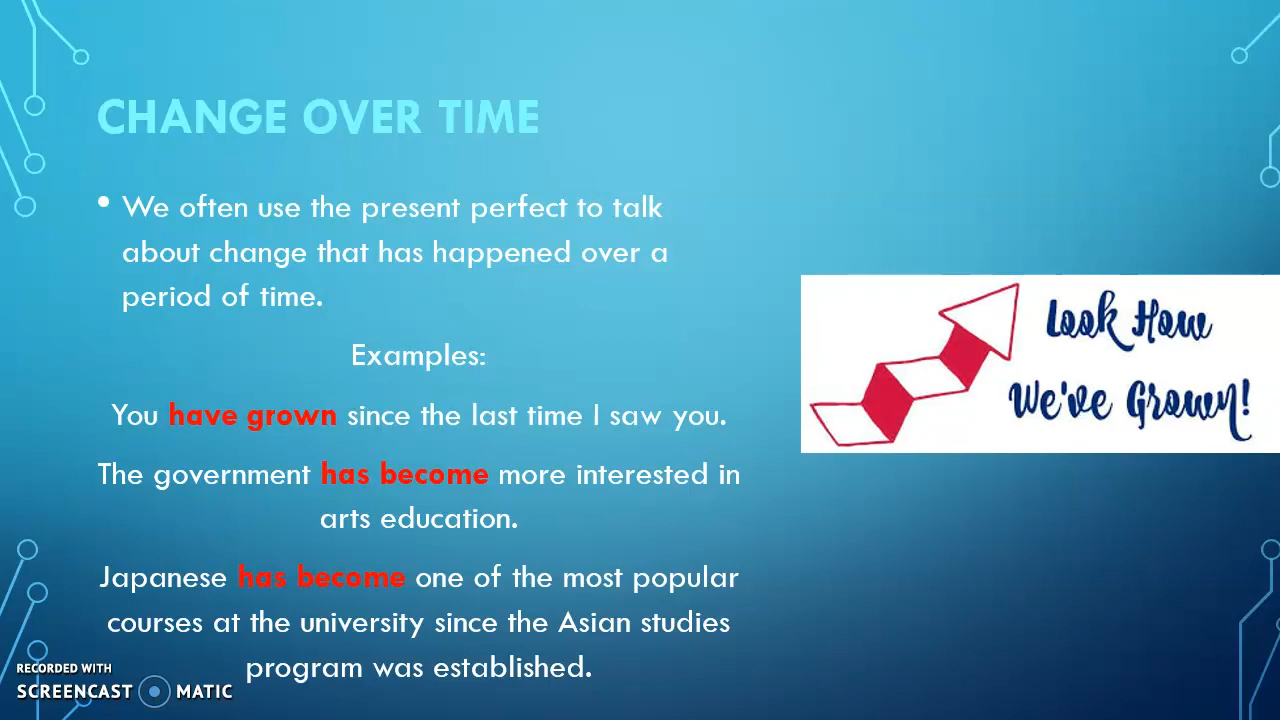 CHANGE OVER TIME
• We often use the present perfect to talk
about change that has happened over a
period of time.
Examples:
You have grown since the last time I saw you.
The government has become more interested in
arts education.
Japanese has become one of the most popular
courses at the university since the Asian studies
program was established.
Look How
We've Grown!
RECORDED WITH
SCREENCAST MATIC